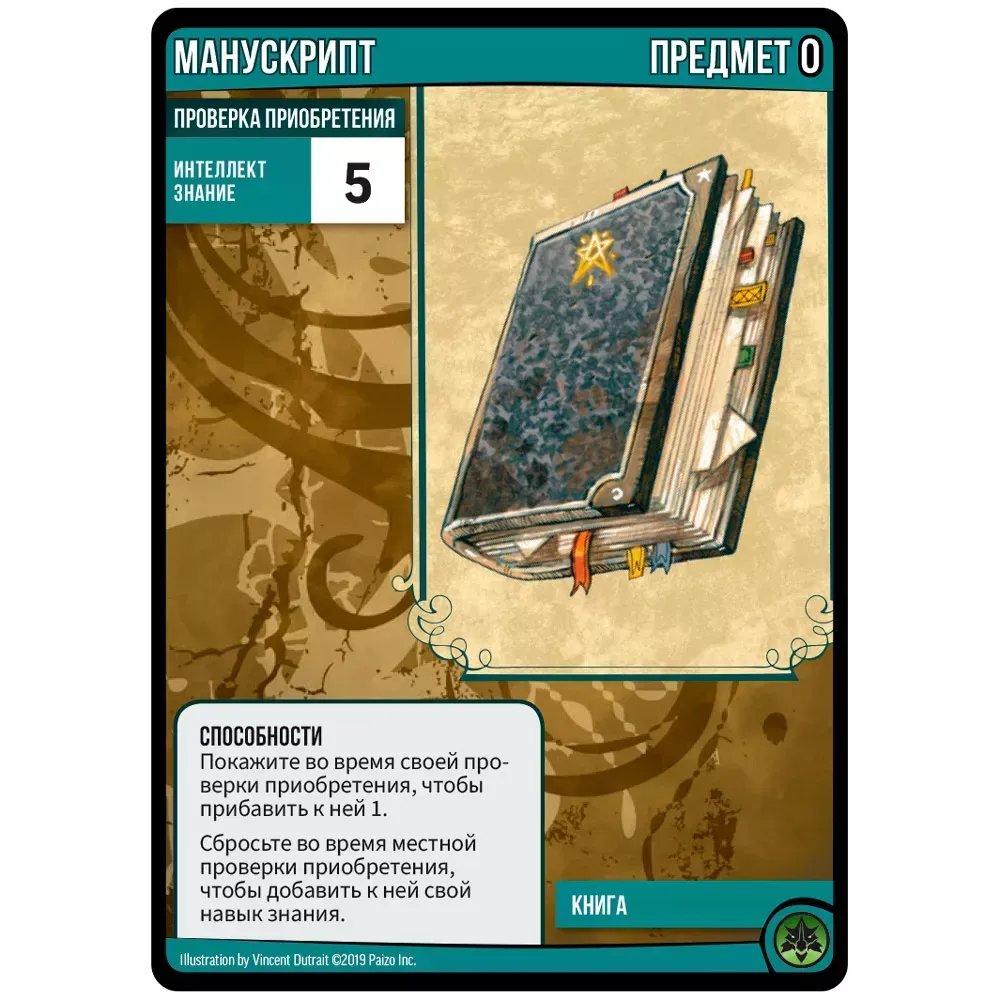 МАНУСКРИПТ
ПРЕДМЕТ 0
ПРОВЕРКА ПРИОБРЕТЕНИЯ
ИНТЕЛЛЕКТ
ЗНАНИЕ
5
СПОСОБНОСТИ
Покажите во время своей про-
верки приобретения, чтобы
прибавить к ней 1.
Сбросьте во время местной
проверки приобретения,
чтобы добавить к ней свой
навык знания.
КНИГА
Illustration by Vincent Dutrait ©2019 Paizo Inc.